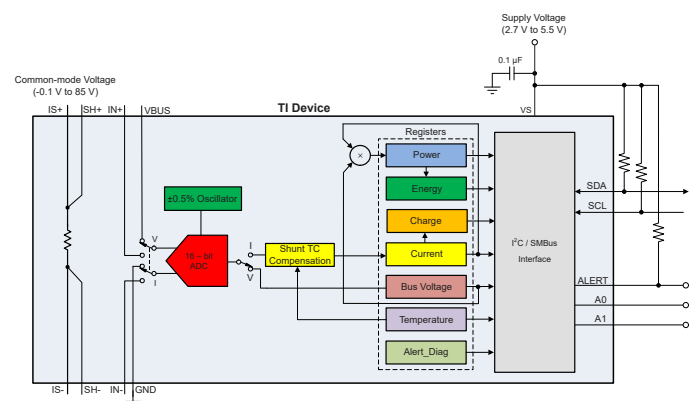 Supply Voltage
(2.7 V to 5.5 V)
0.1 µF
Common-mode Voltage
(-0.1 V to 85 V)
IS+ SH+ IN+ VBUS
TI Device
VS
Registers
×
Power
Energy
±0.5% Oscillator
SDA
SCL
Charge
V
I
Shunt TC
Compensation
Current
16 – bit
ADC
I²C / SMBus
Interface
V
I
Bus Voltage
ALERT
A0
Temperature
A1
Alert_Diag
IS- SH- IN- GND